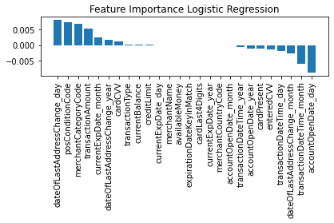 Feature Importance Logistic Regression
0.005
0.000
−0.005
dateOfLastAddressChange_day
posConditionCode
merchantCategoryCode
transactionAmount
currentExpDate_month
dateOfLastAddressChange_year
cardCVV
transactionType
currentBalance
creditLimit
currentExpDate_day
merchantName
availableMoney
expirationDateKeyInMatch
cardLast4Digits
currentExpDate_year
merchantCountryCode
accountOpenDate_month
transactionDateTime_year
accountOpenDate_year
cardPresent
enteredCVV
transactionDateTime_day
dateOfLastAddressChange_month
transactionDateTime_month
accountOpenDate_day